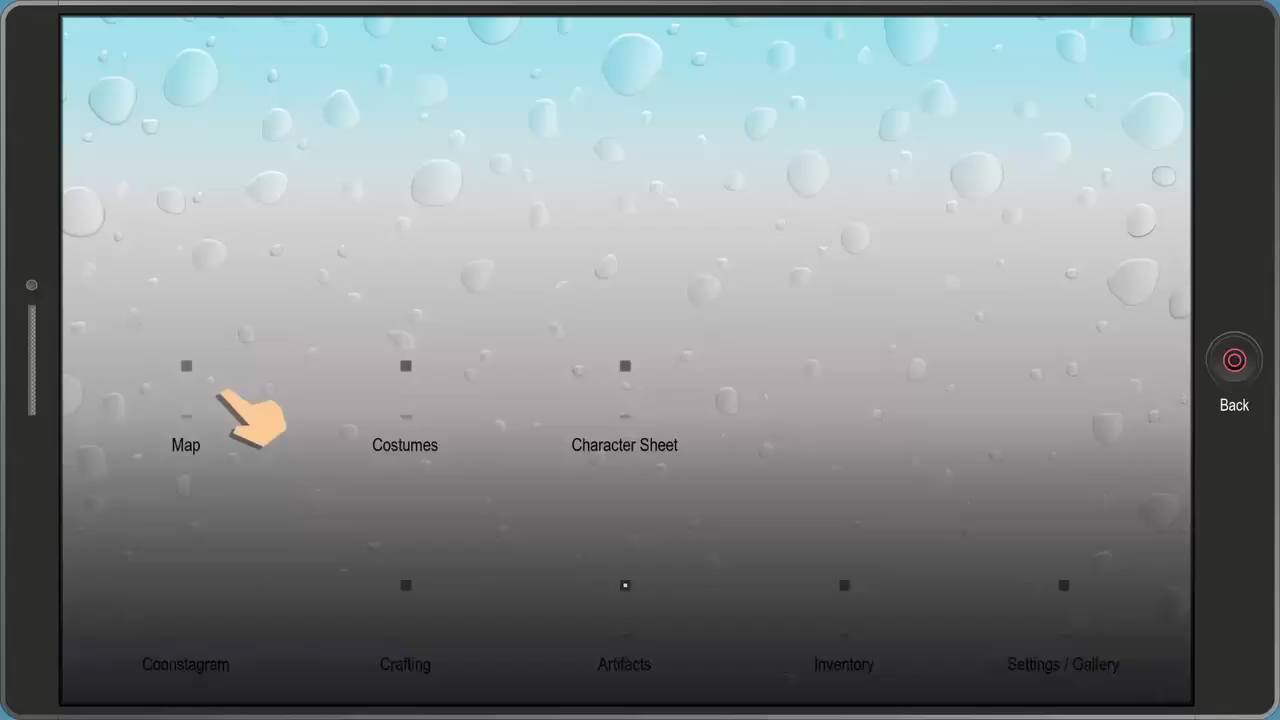 Back
Map
Costumes
Character Sheet
Coonstagram
Crafting
Artifacts
Inventory
Settings / Gallery